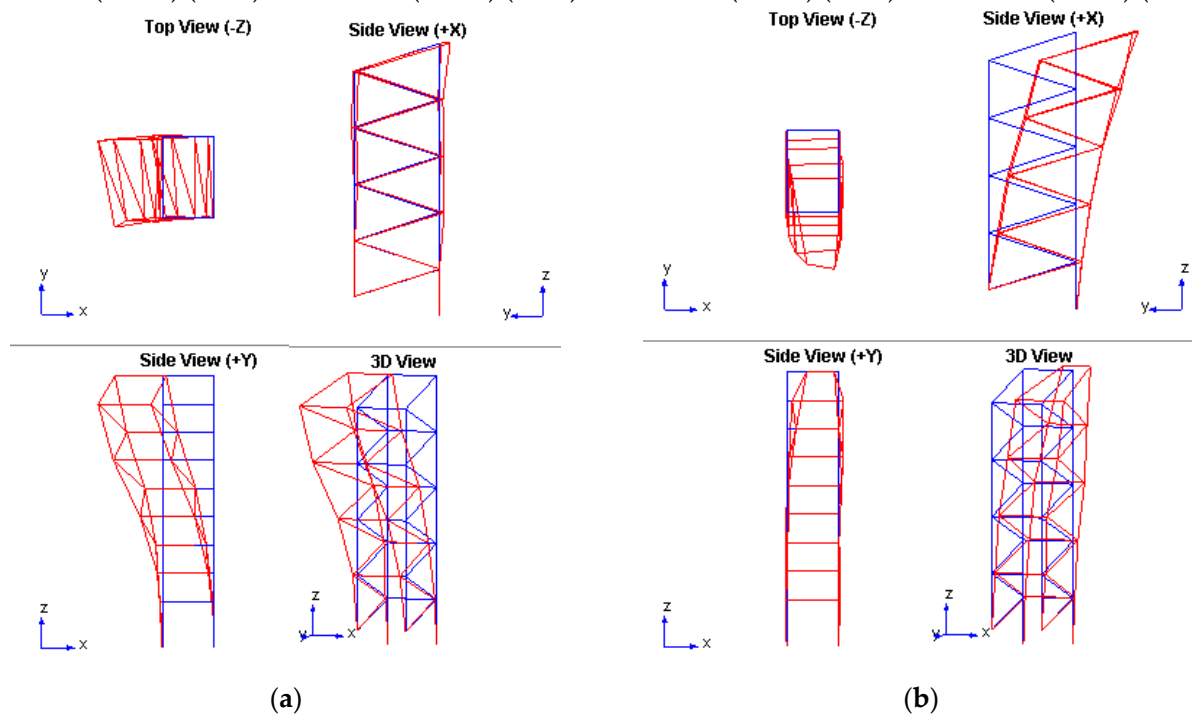 Top View (-Z)
Side View (+X)
Top View (-Z)
Side View (+X)
y
x
z
y
y
x
z
y
Side View (+Y)
3D View
Side View (+Y)
3D View
z
x
z
y
x
z
x
z
y
x
(a)
(b)